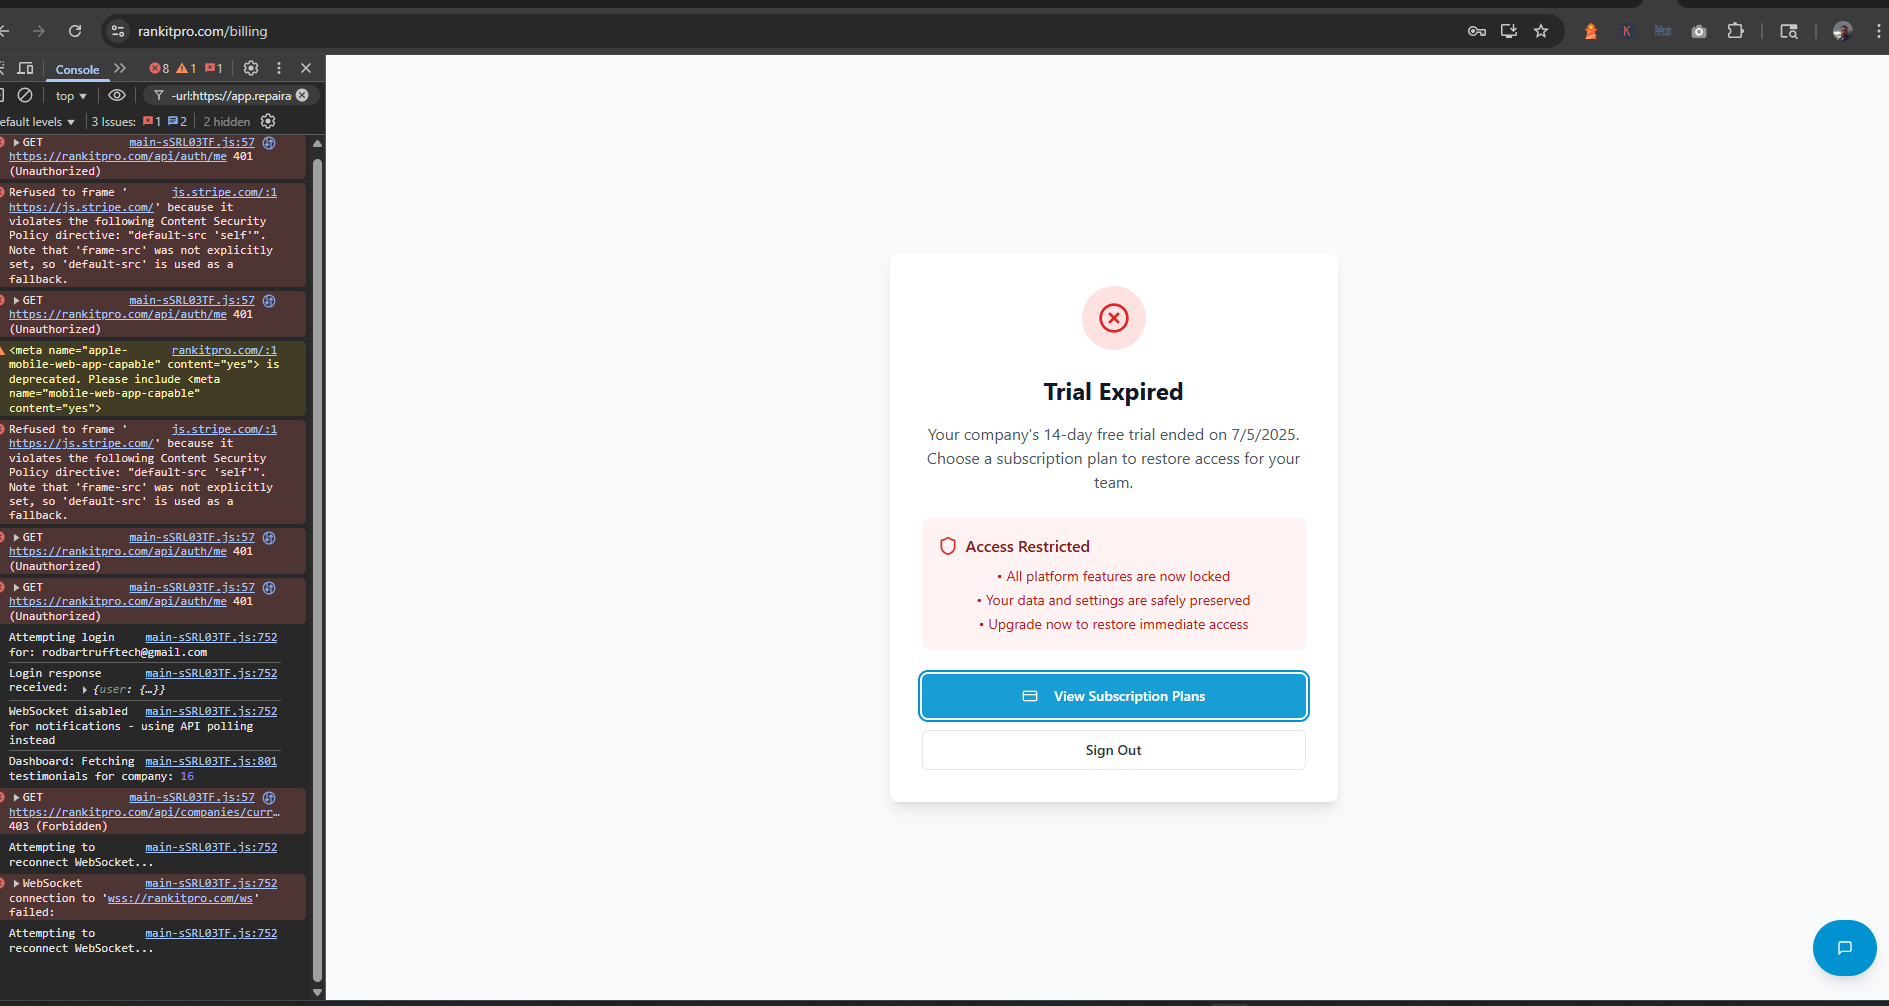 rankitpro.com/billing
Console
8
1
1
top
-url:https://app.repaira
efault levels
3 Issues:
1
2
2 hidden
GET main-sSRL03TF.js:57
https://rankitpro.com/api/auth/me 401
(Unauthorized)
Refused to frame ' js.stripe.com/:1
https://js.stripe.com/' because it
violates the following Content Security
Policy directive: "default-src 'self'".
Note that 'frame-src' was not explicitly
set, so 'default-src' is used as a
fallback.
GET main-sSRL03TF.js:57
https://rankitpro.com/api/auth/me 401
(Unauthorized)
<meta name="apple- rankitpro.com/:1
mobile-web-app-capable" content="yes"> is
deprecated. Please include <meta
name="mobile-web-app-capable"
content="yes">
Refused to frame ' js.stripe.com/:1
https://js.stripe.com/' because it
violates the following Content Security
Policy directive: "default-src 'self'".
Note that 'frame-src' was not explicitly
set, so 'default-src' is used as a
fallback.
GET main-sSRL03TF.js:57
https://rankitpro.com/api/auth/me 401
(Unauthorized)
GET main-sSRL03TF.js:57
https://rankitpro.com/api/auth/me 401
(Unauthorized)
Attempting login main-sSRL03TF.js:752
for: rodbartrufftech@gmail.com
Login response main-sSRL03TF.js:752
received: {user: {…}}
WebSocket disabled main-sSRL03TF.js:752
for notifications - using API polling
instead
Dashboard: Fetching main-sSRL03TF.js:801
testimonials for company: 16
GET main-sSRL03TF.js:57
https://rankitpro.com/api/companies/curr…
403 (Forbidden)
Attempting to main-sSRL03TF.js:752
reconnect WebSocket...
WebSocket main-sSRL03TF.js:752
connection to 'wss://rankitpro.com/ws'
failed:
Attempting to main-sSRL03TF.js:752
reconnect WebSocket...
Trial Expired
Your company's 14-day free trial ended on 7/5/2025.
Choose a subscription plan to restore access for your
team.
Access Restricted
• All platform features are now locked
• Your data and settings are safely preserved
• Upgrade now to restore immediate access
View Subscription Plans
Sign Out